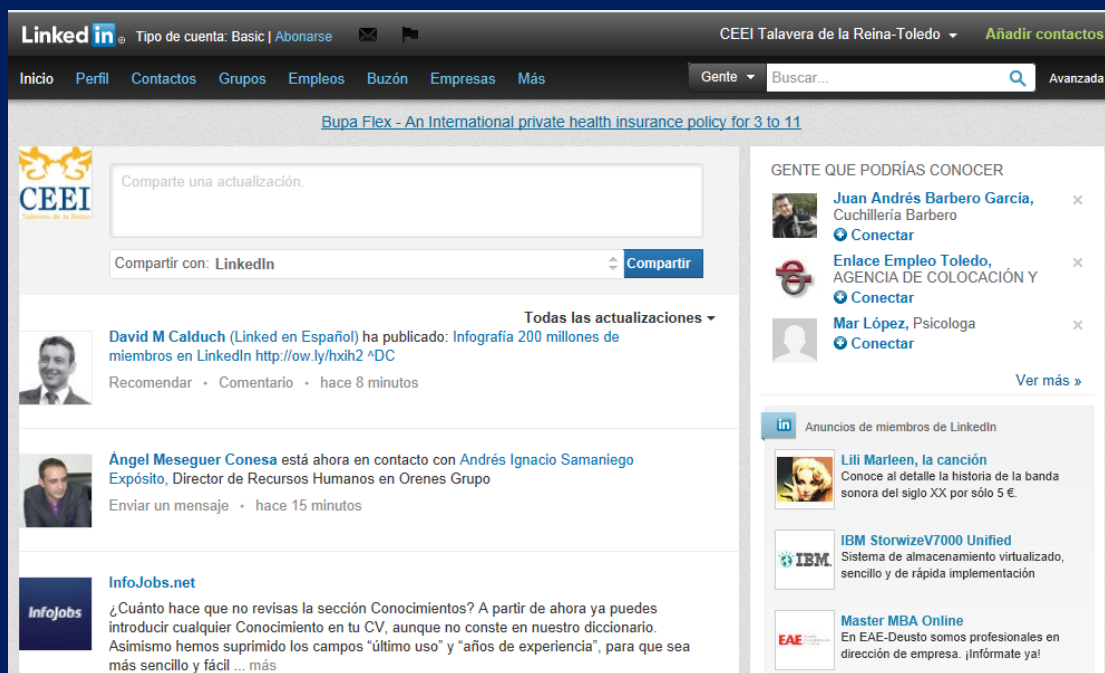 Linked in ® Tipo de cuenta: Basic | Abonarse
CEEI Talavera de la Reina-Toledo
Añadir contactos
Inicio Perfil Contactos Grupos Empleos Buzón Empresas Más
Gente Buscar... Avanzada
Bupa Flex - An International private health insurance policy for 3 to 11
CEEI
Talavera de la Reina
Comparte una actualización.
Compartir con: LinkedIn Compartir
Todas las actualizaciones
David M Calduch (Linked en Español) ha publicado: Infografía 200 millones de
miembros en LinkedIn http://ow.ly/hxih2 ^DC
Recomendar · Comentario · hace 8 minutos
Ángel Meseguer Conesa está ahora en contacto con Andrés Ignacio Samaniego
Expósito, Director de Recursos Humanos en Orenes Grupo
Enviar un mensaje · hace 15 minutos
InfoJobs
InfoJobs.net
¿Cuánto hace que no revisas la sección Conocimientos? A partir de ahora ya puedes
introducir cualquier Conocimiento en tu CV, aunque no conste en nuestro diccionario.
Asimismo hemos suprimido los campos “último uso” y “años de experiencia”, para que sea
más sencillo y fácil ... más
GENTE QUE PODRÍAS CONOCER
Juan Andrés Barbero García,
Cuchillería Barbero
Conectar
Enlace Empleo Toledo,
AGENCIA DE COLOCACIÓN Y
Conectar
Mar López, Psicologa
Conectar
Ver más »
in Anuncios de miembros de LinkedIn
Lili Marleen, la canción
Conoce al detalle la historia de la banda
sonora del siglo XX por sólo 5 €.
IBM.
IBM StorwizeV7000 Unified
Sistema de almacenamiento virtualizado,
sencillo y de rápida implementación
EAE
Master MBA Online
En EAE-Deusto somos profesionales en
dirección de empresa. ¡Infórmate ya!